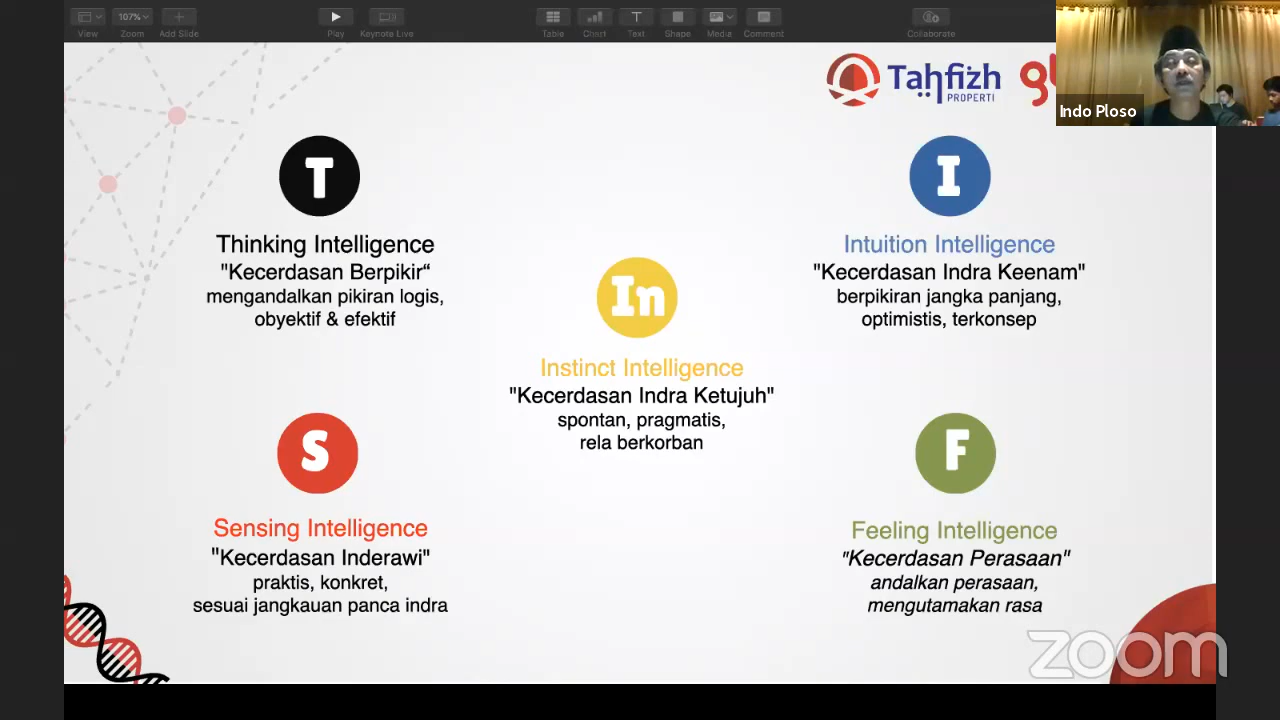 107%
View
Zoom
Add Slide
Play
Keynote Live
Table
Chart
Text
Shape
Media
Comment
Collaborate
Tahfizh
PROPERTI
Indo Ploso
T
Thinking Intelligence
"Kecerdasan Berpikir“
mengandalkan pikiran logis,
obyektif & efektif
I
Intuition Intelligence
"Kecerdasan Indra Keenam"
berpikiran jangka panjang,
optimistis, terkonsep
In
Instinct Intelligence
"Kecerdasan Indra Ketujuh"
spontan, pragmatis,
rela berkorban
S
Sensing Intelligence
"Kecerdasan Inderawi"
praktis, konkret,
sesuai jangkauan panca indra
F
Feeling Intelligence
"Kecerdasan Perasaan"
andalkan perasaan,
mengutamakan rasa
zoom